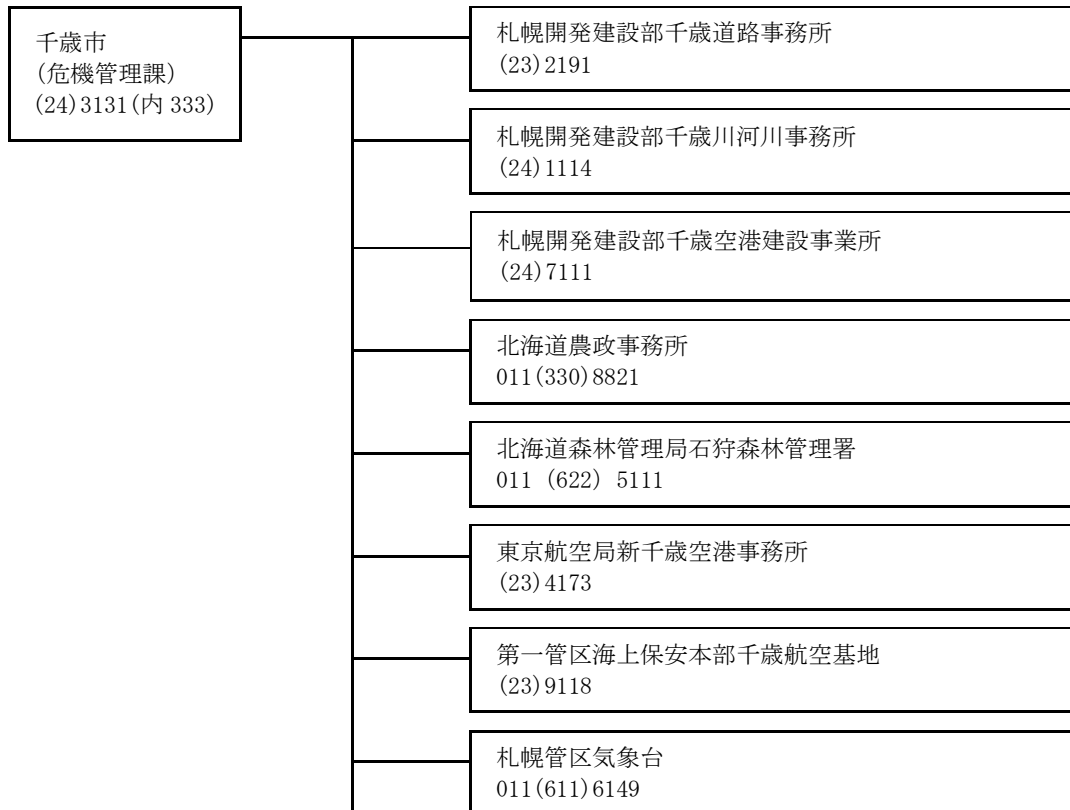 千歳市
(危機管理課)
(24)3131(内 333)
札幌開発建設部千歳道路事務所
(23)2191
札幌開発建設部千歳川河川事務所
(24)1114
札幌開発建設部千歳空港建設事業所
(24)7111
北海道農政事務所
011(330)8821
北海道森林管理局石狩森林管理署
011（622）5111
東京航空局新千歳空港事務所
(23)4173
第一管区海上保安本部千歳航空基地
(23)9118
札幌管区気象台
011(611)6149